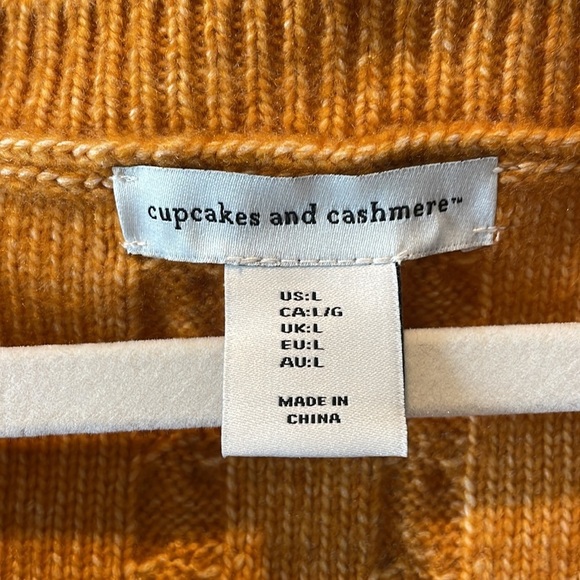 cupcakes and cashmere™
US:L
CA:L/G
UK:L
EU:L
AU:L
MADE IN
CHINA